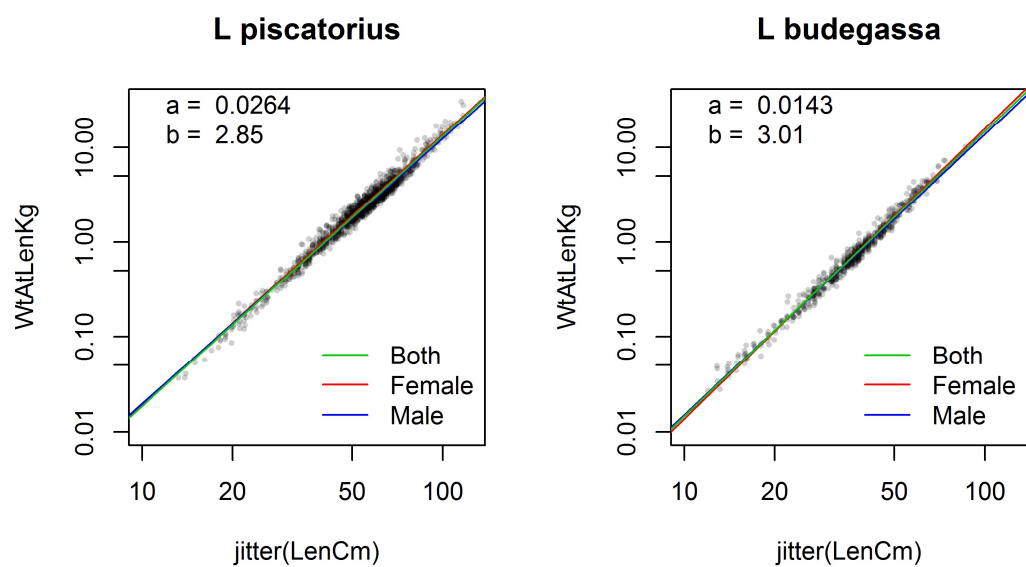 L piscatorius
a = 0.0264
b = 2.85
WtAtLenKg
10.00
1.00
0.10
0.01
Both
Female
Male
10 20 50 100
jitter(LenCm)
L budegassa
a = 0.0143
b = 3.01
WtAtLenKg
10.00
1.00
0.10
0.01
Both
Female
Male
10 20 50 100
jitter(LenCm)